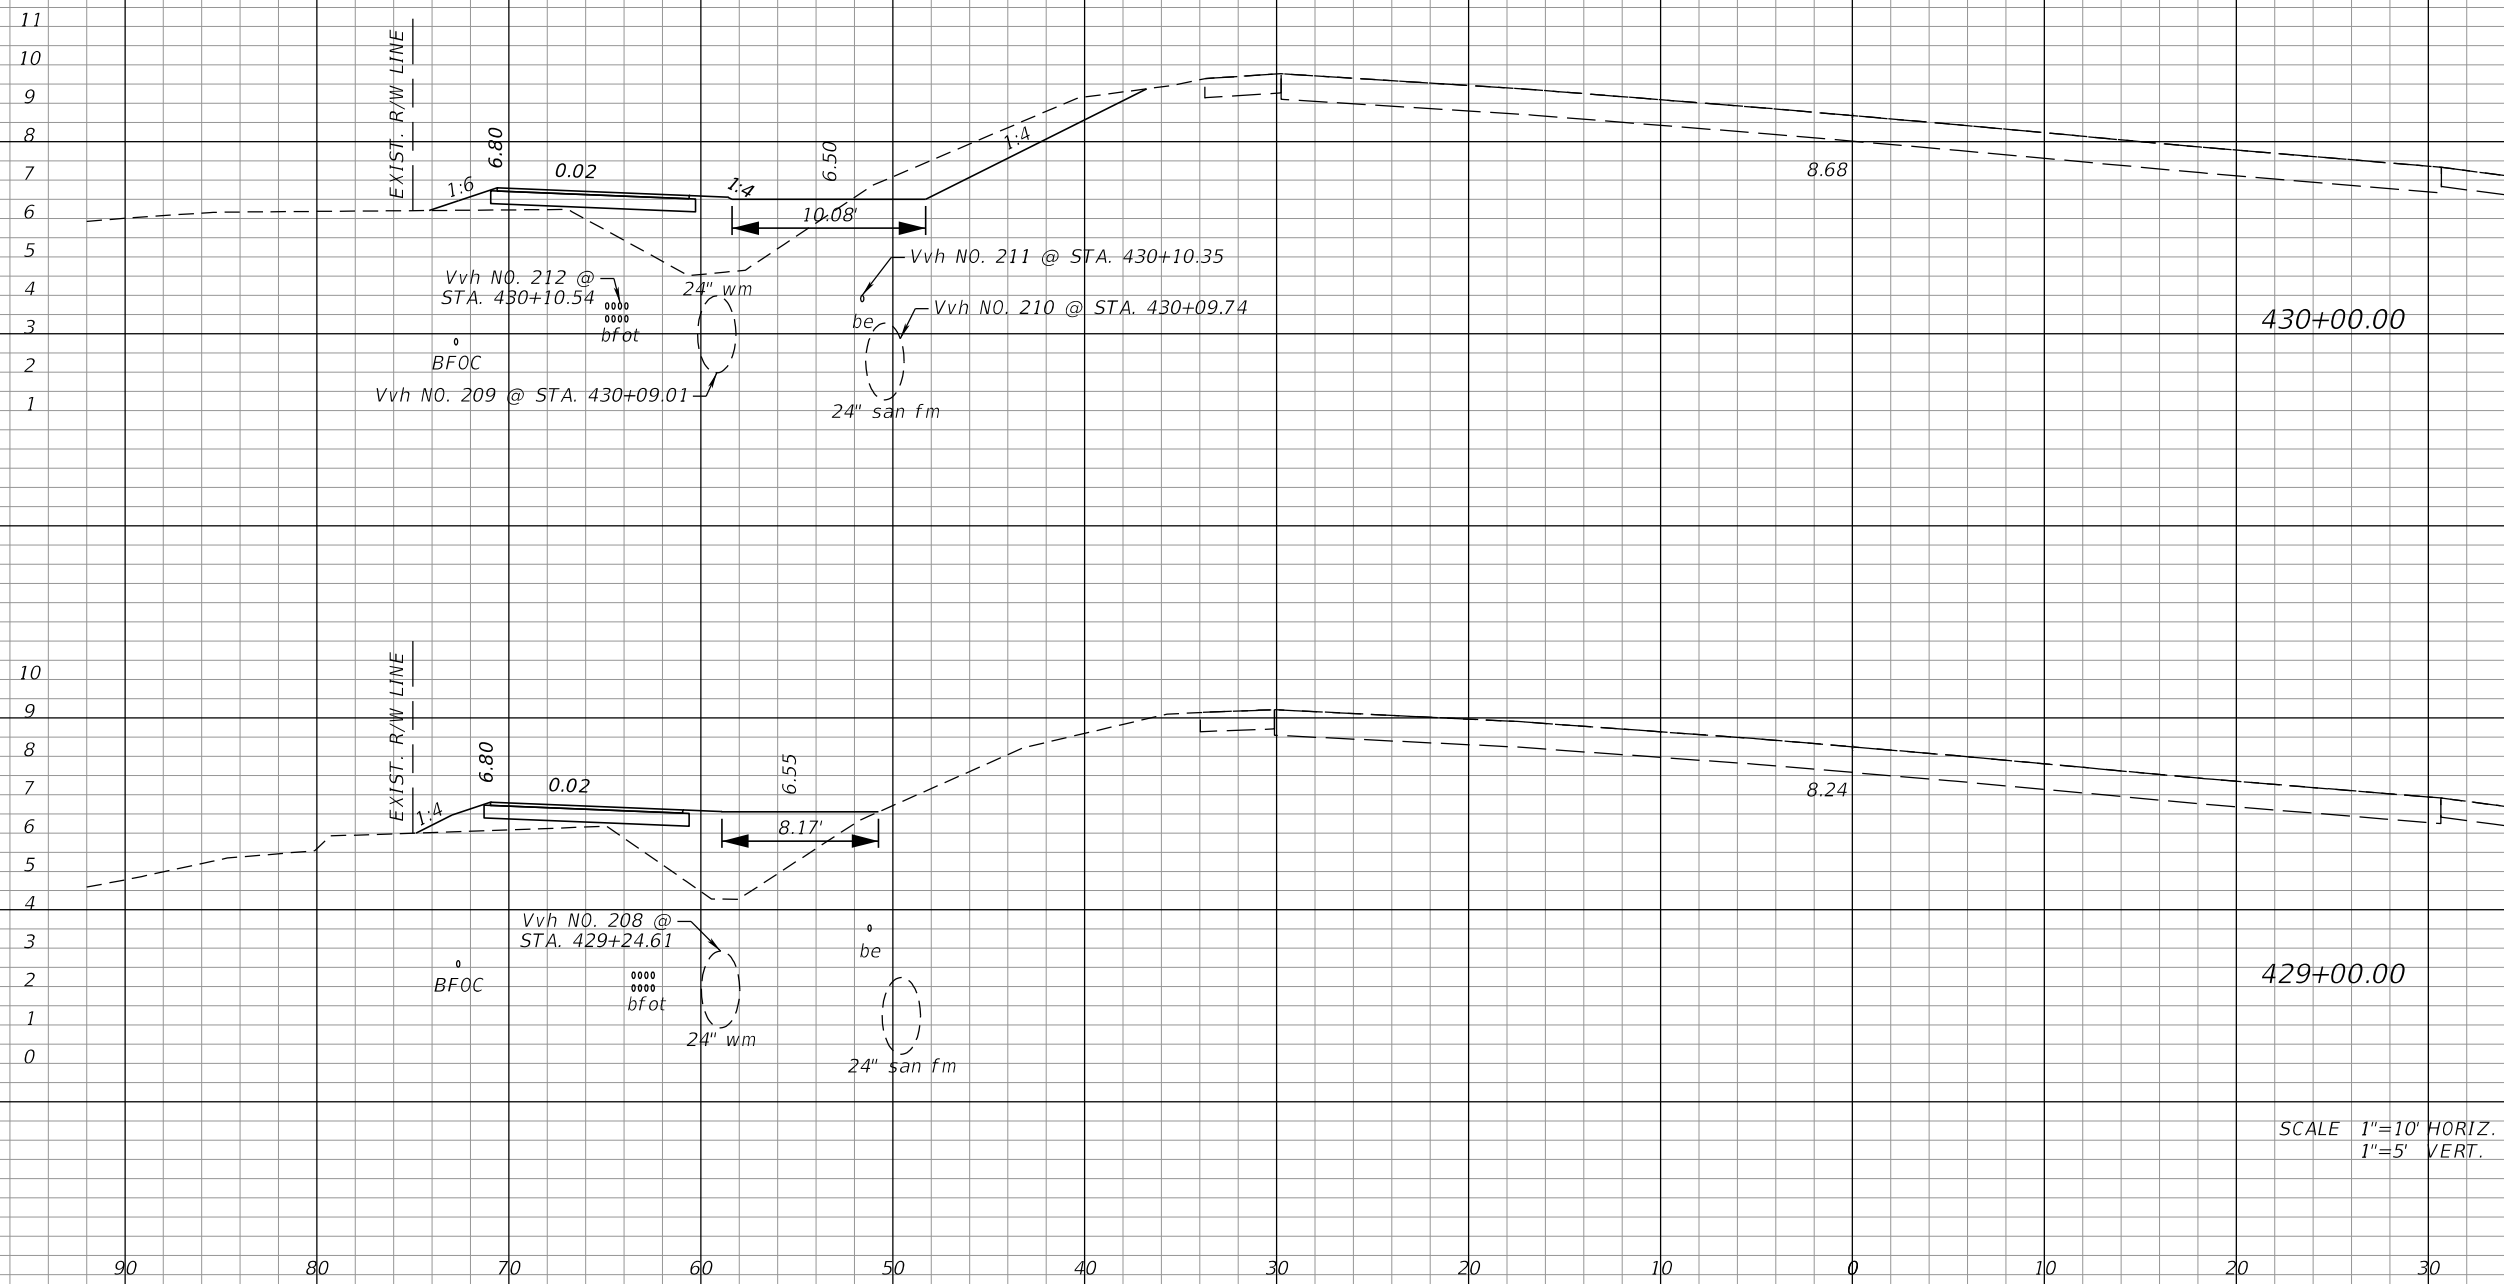 11
10
9
8
7
6
5
4
3
2
1
EXIST. R/W LINE
1:6
6.80
0.02
1:4
6.50
10.08'
1:4
8.68
Vvh NO. 211 @ STA. 430+10.35
Vvh NO. 212 @
STA. 430+10.54
24" wm
Vvh NO. 210 @ STA. 430+09.74
be
bfot
BFOC
Vvh NO. 209 @ STA. 430+09.01
24" san fm
430+00.00
10
9
8
7
6
5
4
3
2
1
0
EXIST. R/W LINE
1:4
6.80
0.02
6.55
8.17'
8.24
Vvh NO. 208 @
STA. 429+24.61
be
BFOC
bfot
24" wm
24" san fm
429+00.00
SCALE 1"=10' HORIZ.
1"=5' VERT.
90 80 70 60 50 40 30 20 10 0 10 20 30